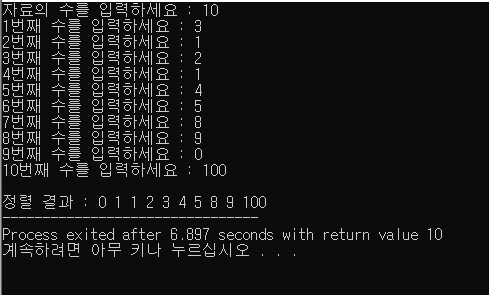 자료의 수를 입력하세요 : 10
1번째 수를 입력하세요 : 3
2번째 수를 입력하세요 : 1
3번째 수를 입력하세요 : 2
4번째 수를 입력하세요 : 1
5번째 수를 입력하세요 : 4
6번째 수를 입력하세요 : 5
7번째 수를 입력하세요 : 8
8번째 수를 입력하세요 : 9
9번째 수를 입력하세요 : 0
10번째 수를 입력하세요 : 100
정렬 결과 : 0 1 1 2 3 4 5 8 9 100
--------------------------------
Process exited after 6.897 seconds with return value 10
계속하려면 아무 키나 누르십시오 . . .